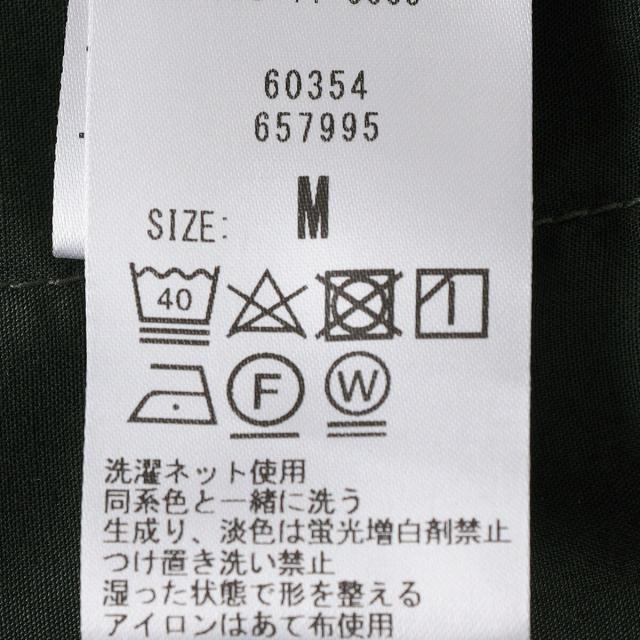 60354
657995
SIZE: M
40
F W
洗濯ネット使用
同系色と一緒に洗う
生成り、淡色は蛍光増白剤禁止
つけ置き洗い禁止
湿った状態で形を整える
アイロンはあて布使用